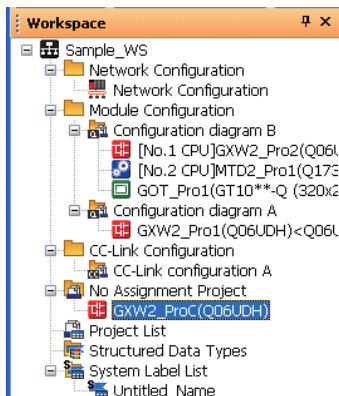 Workspace
Sample_WS
Network Configuration
Network Configuration
Module Configuration
Configuration diagram B
[No.1 CPU]GXW2_Pro2(Q06U
[No.2 CPU]MTD2_Pro1(Q173
GOT_Pro1(GT10**-Q (320x2
Configuration diagram A
GXW2_Pro1(Q06UDH)<Q06U
CC-Link Configuration
CC-Link configuration A
No Assignment Project
GXW2_ProC(Q06UDH)
Project List
Structured Data Types
System Label List
Untitled_Name